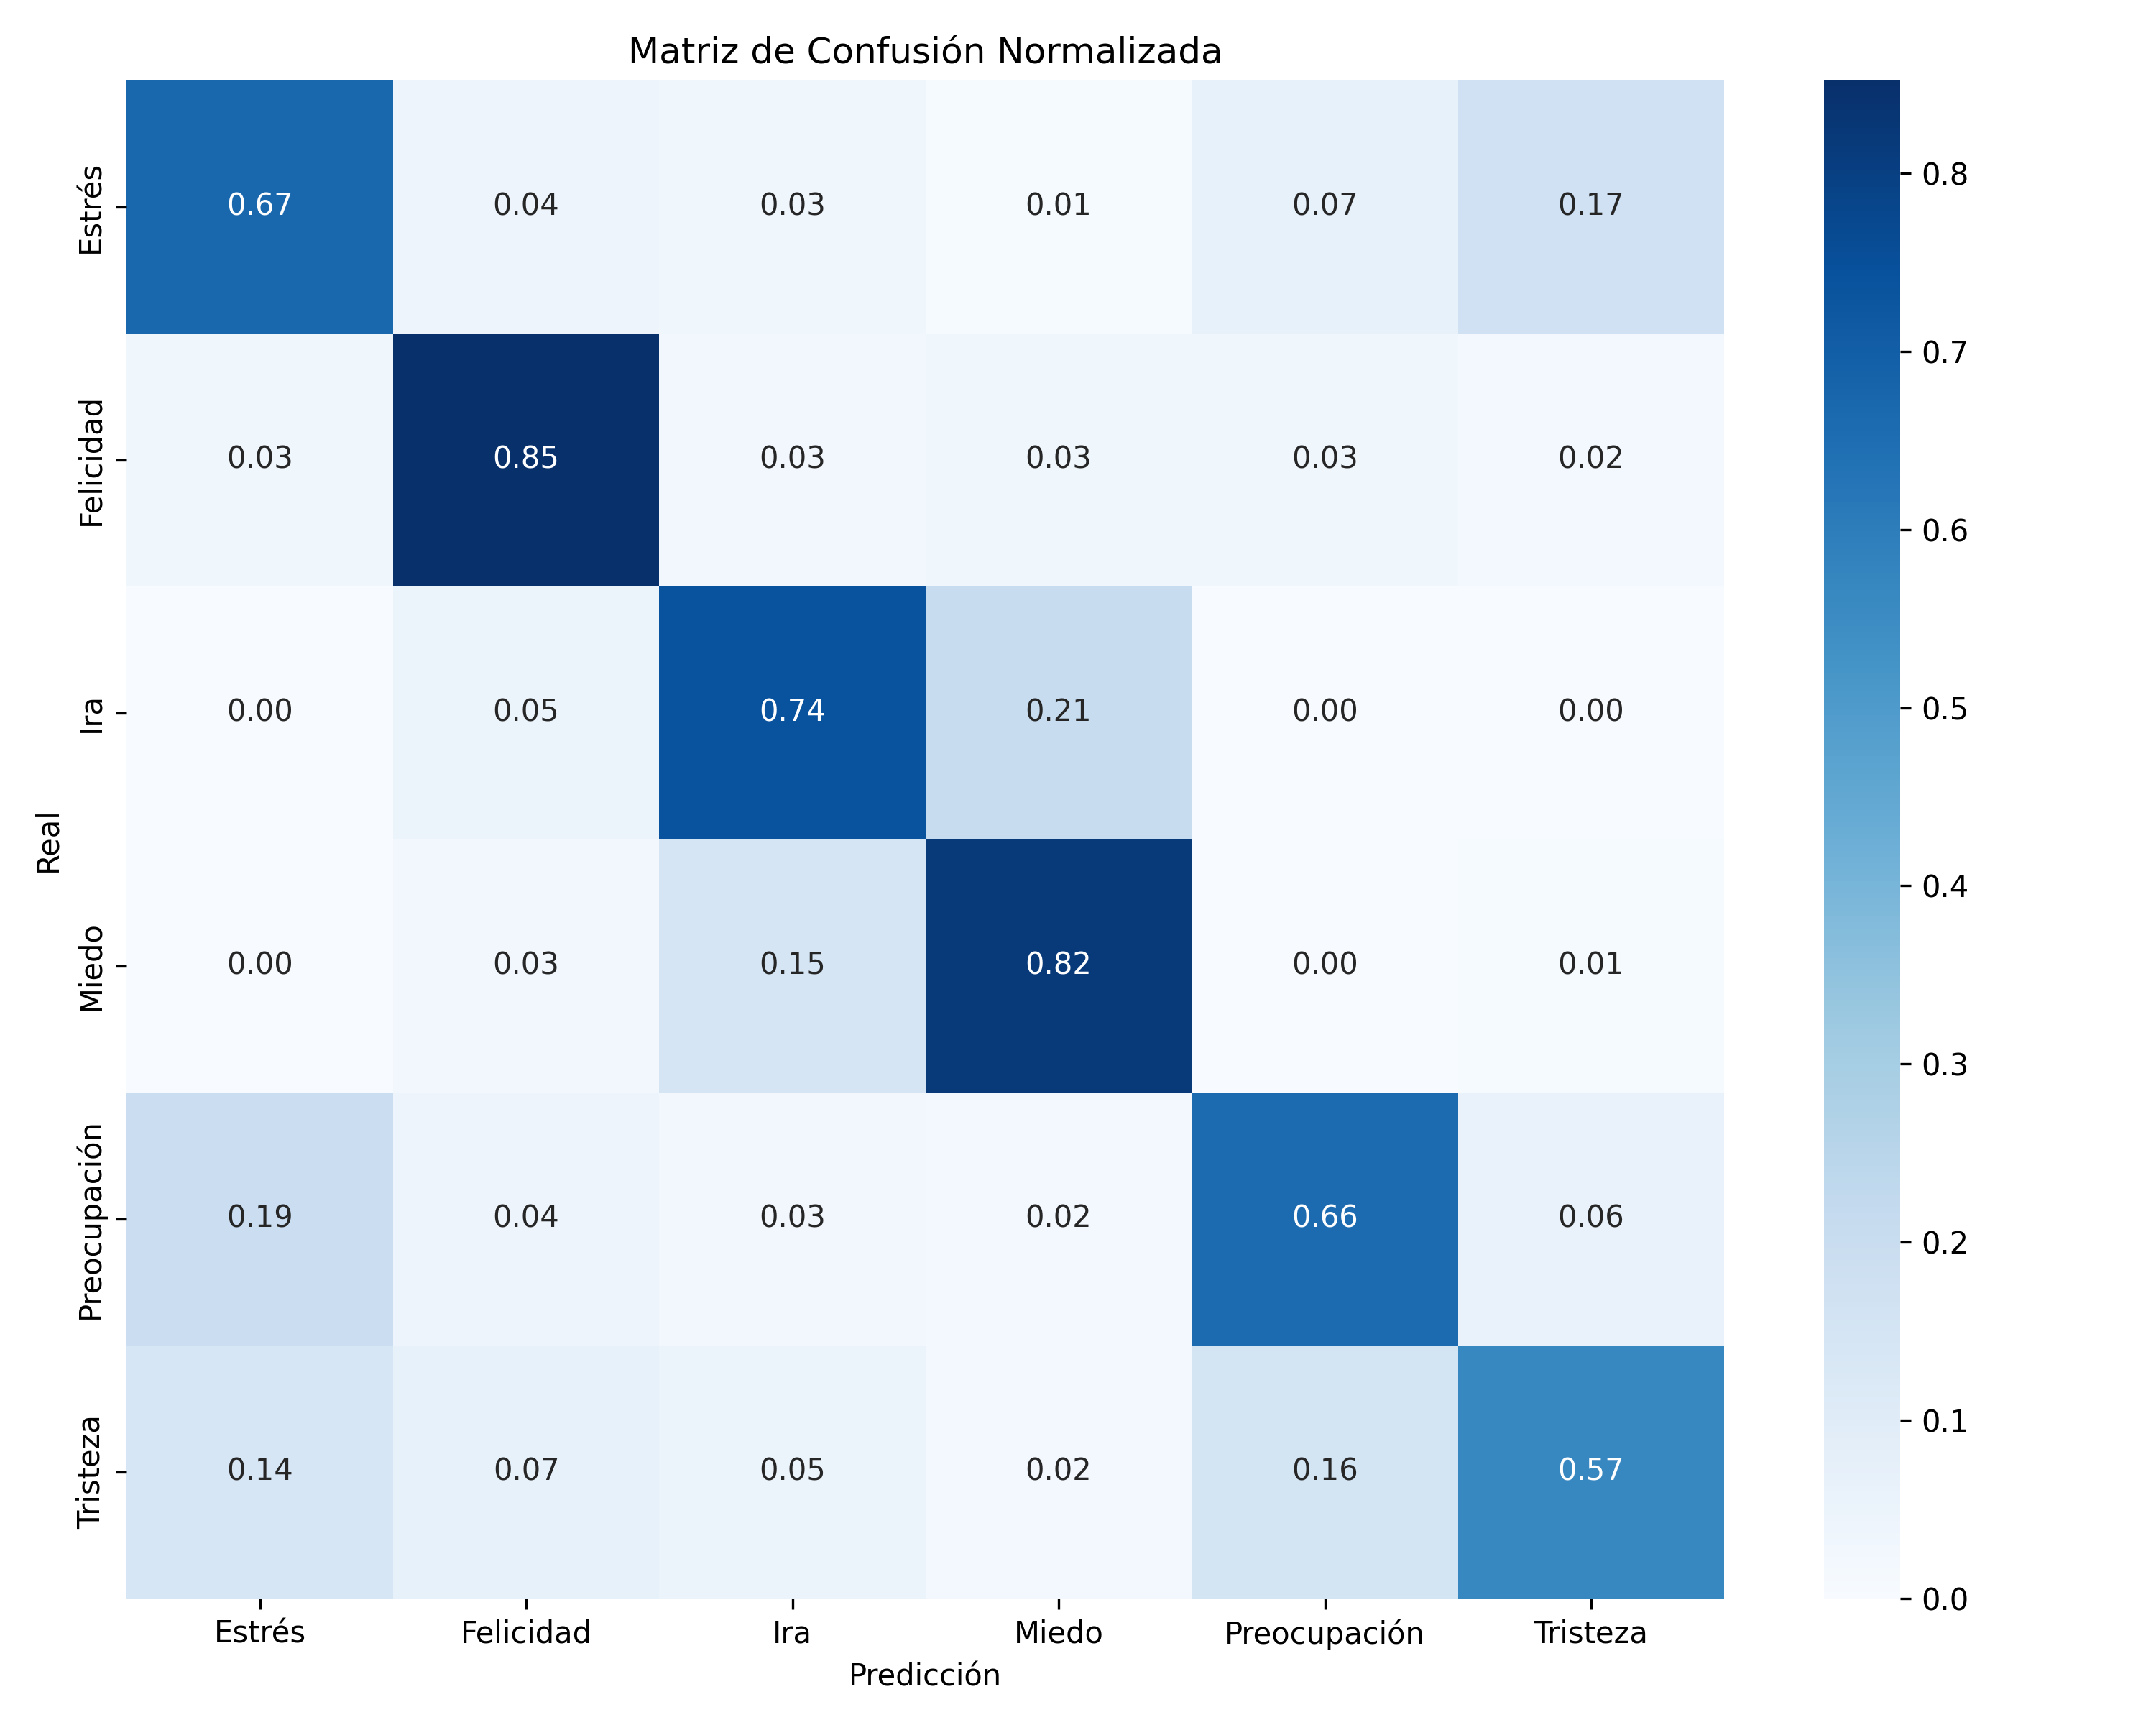 Matriz de Confusión Normalizada
Real
Estrés
0.67 0.04 0.03 0.01 0.07 0.17
Felicidad
0.03 0.85 0.03 0.03 0.03 0.02
Ira
0.00 0.05 0.74 0.21 0.00 0.00
Miedo
0.00 0.03 0.15 0.82 0.00 0.01
Preocupación
0.19 0.04 0.03 0.02 0.66 0.06
Tristeza
0.14 0.07 0.05 0.02 0.16 0.57
Estrés Felicidad Ira Miedo Preocupación Tristeza
Predicción
0.8
0.7
0.6
0.5
0.4
0.3
0.2
0.1
0.0